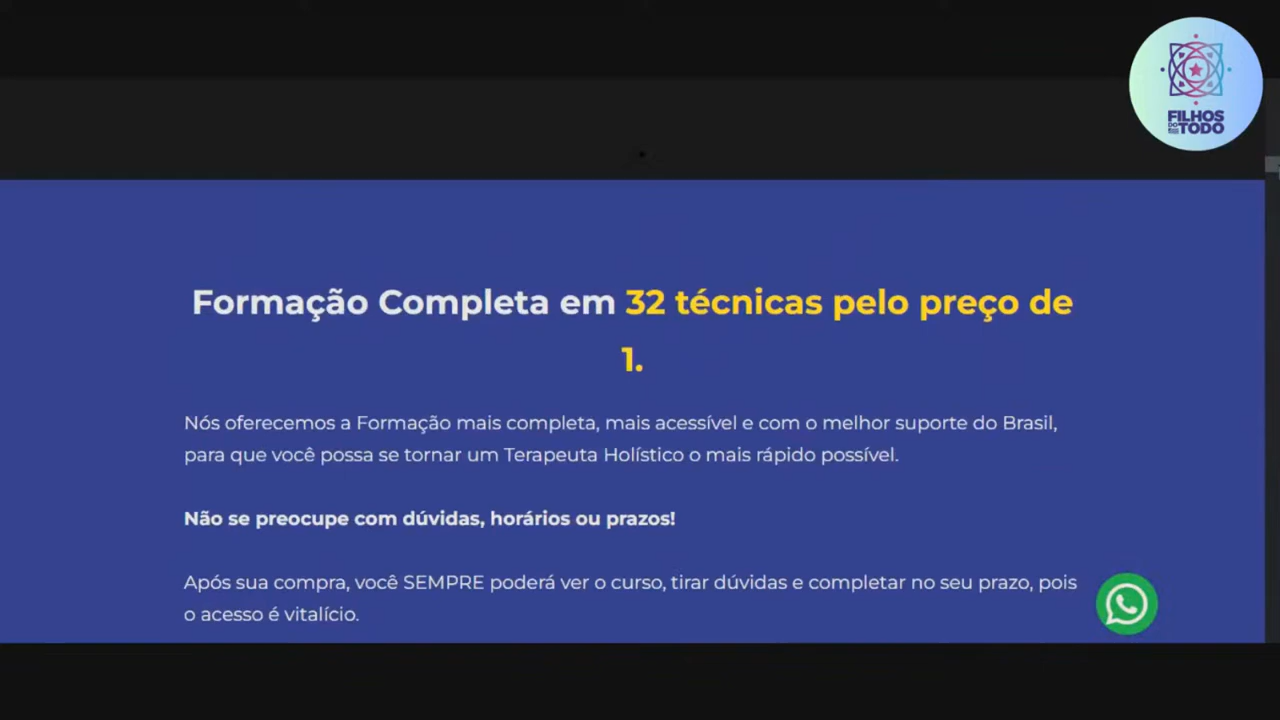 FILHOS
DO
TODO
Formação Completa em 32 técnicas pelo preço de
1.
Nós oferecemos a Formação mais completa, mais acessível e com o melhor suporte do Brasil,
para que você possa se tornar um Terapeuta Holístico o mais rápido possível.
Não se preocupe com dúvidas, horários ou prazos!
Após sua compra, você SEMPRE poderá ver o curso, tirar dúvidas e completar no seu prazo, pois
o acesso é vitalício.